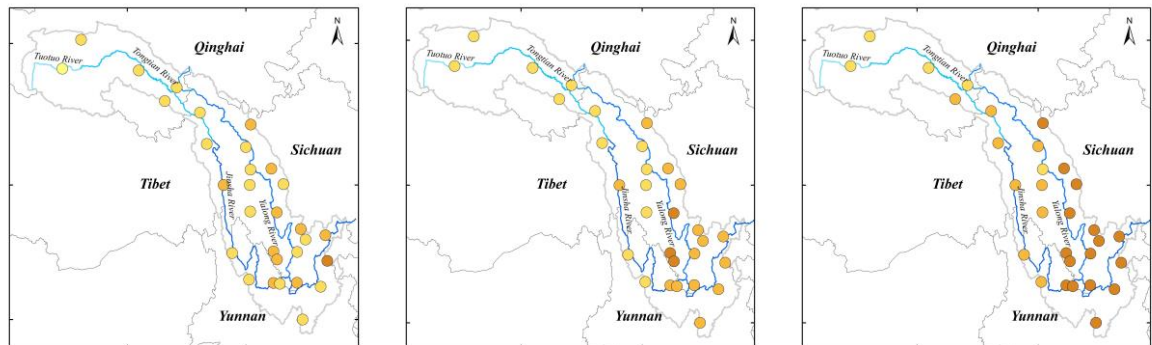 N
Qinghai
Tuotuo River
Tongtian River
Sichuan
Tibet
Jinsha River
Yalong River
Yunnan
N
Qinghai
Tuotuo River
Tongtian River
Sichuan
Tibet
Jinsha River
Yalong River
Yunnan
N
Qinghai
Tuotuo River
Tongtian River
Sichuan
Tibet
Jinsha River
Yalong River
Yunnan